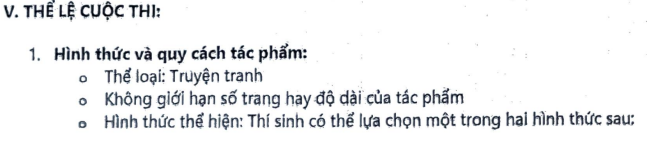 V. THỂ LỆ CUỘC THI:
1. Hình thức và quy cách tác phẩm:
o Thể loại: Truyện tranh
o Không giới hạn số trang hay độ dài của tác phẩm
o Hình thức thể hiện: Thí sinh có thể lựa chọn một trong hai hình thức sau: